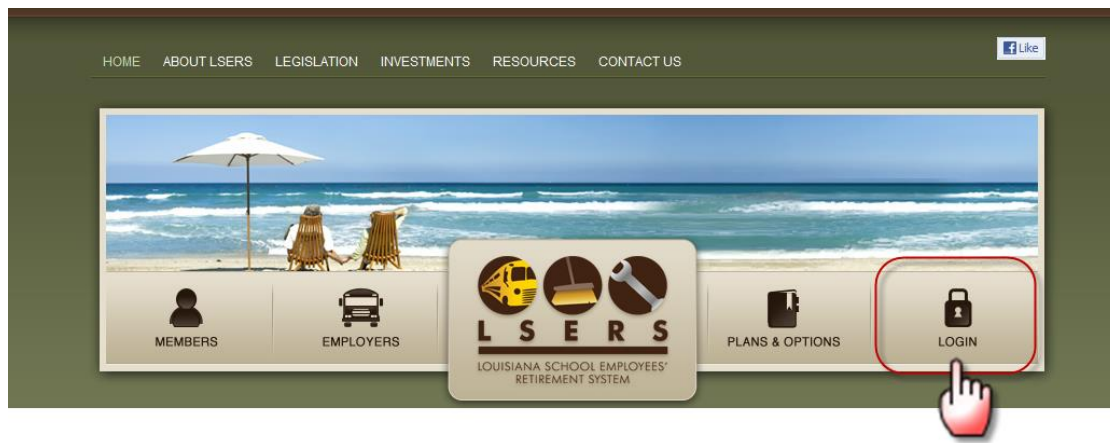 HOME ABOUT LSERS LEGISLATION INVESTMENTS RESOURCES CONTACT US
Like
MEMBERS
EMPLOYERS
LSERS
LOUISIANA SCHOOL EMPLOYEES'
RETIREMENT SYSTEM
PLANS & OPTIONS
LOGIN